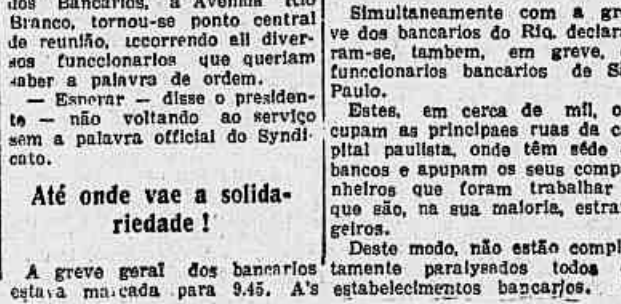 dos Bancarios, á Avenida Rio
Branco, tornou-se ponto central
de reunião, accorrendo ali diver-
sos funccionarios que queriam
saber a palavra de ordem.
— Esperar — disse o presiden-
te — não voltando ao serviço
sem a palavra official do Syndi-
cato.
Até onde vae a solida-
riedade !
A greve geral dos bancarios
estava marcada para 9.45. A's
Simultaneamente com a gre
ve dos bancarios do Rio, declara
ram-se, tambem, em greve,
funccionarios bancarios de Sã
Paulo.
Estes, em cerca de mil, o
cupam as principaes ruas da c
pital paulista, onde têm séde
bancos e apupam os seus comp
nheiros que foram trabalhar
que são, na sua maioria, estra
geiros.
Deste modo, não estão compl
tamente paralysados todos
estabelecimentos bancarios.